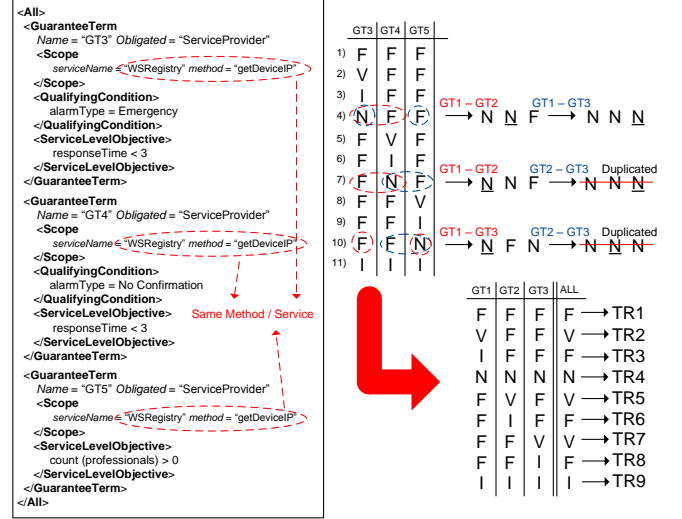 <All>
<GuaranteeTerm
Name = “GT3” Obligated = “ServiceProvider”
<Scope
serviceName = “WSRegistry” method = “getDeviceIP”
</Scope>
<QualifyingCondition>
alarmType = Emergency
</QualifyingCondition>
<ServiceLevelObjective>
responseTime < 3
</ServiceLevelObjective>
</GuaranteeTerm>
<GuaranteeTerm
Name = “GT4” Obligated = “ServiceProvider”
<Scope
serviceName = “WSRegistry” method = “getDeviceIP”
</Scope>
<QualifyingCondition>
alarmType = No Confirmation
</QualifyingCondition>
<ServiceLevelObjective>
responseTime < 3
</ServiceLevelObjective>
</GuaranteeTerm>
Same Method / Service
<GuaranteeTerm
Name = “GT5” Obligated = “ServiceProvider”
<Scope
serviceName = “WSRegistry” method = “getDeviceIP”
</Scope>
<ServiceLevelObjective>
count (professionals) > 0
</ServiceLevelObjective>
</GuaranteeTerm>
</All>
GT3 GT4 GT5
1) F F F
2) V F F
3) I F F
4) N F F GT1 – GT2 N N F GT1 – GT3 N N N
5) F V F
6) F I F
7) F N F GT1 – GT2 N N F GT2 – GT3 Duplicated N N N
8) F F V
9) F F I
10) F F N GT1 – GT3 N F N GT2 – GT3 Duplicated N N N
11) I I I
GT1 GT2 GT3 ALL
F F F F TR1
V F F V TR2
I F F F TR3
N N N N TR4
F V F V TR5
F I F F TR6
F F V V TR7
F F I F TR8
I I I I TR9